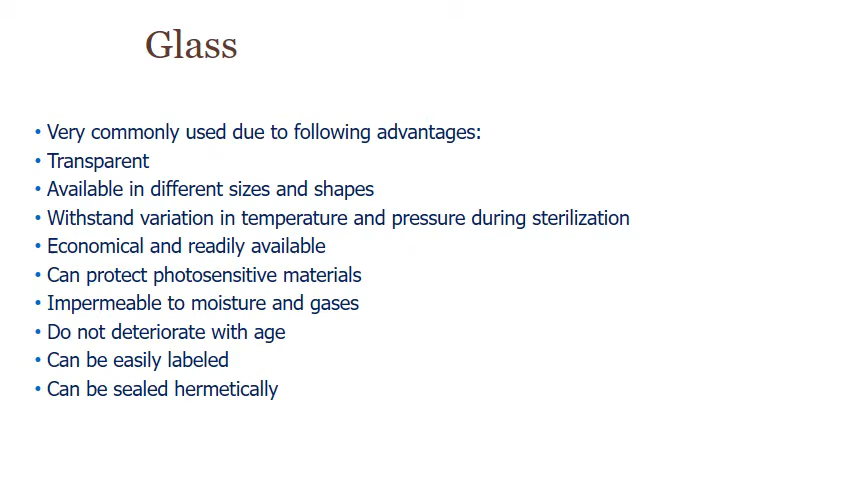 Glass
• Very commonly used due to following advantages:
• Transparent
• Available in different sizes and shapes
• Withstand variation in temperature and pressure during sterilization
• Economical and readily available
• Can protect photosensitive materials
• Impermeable to moisture and gases
• Do not deteriorate with age
• Can be easily labeled
• Can be sealed hermetically